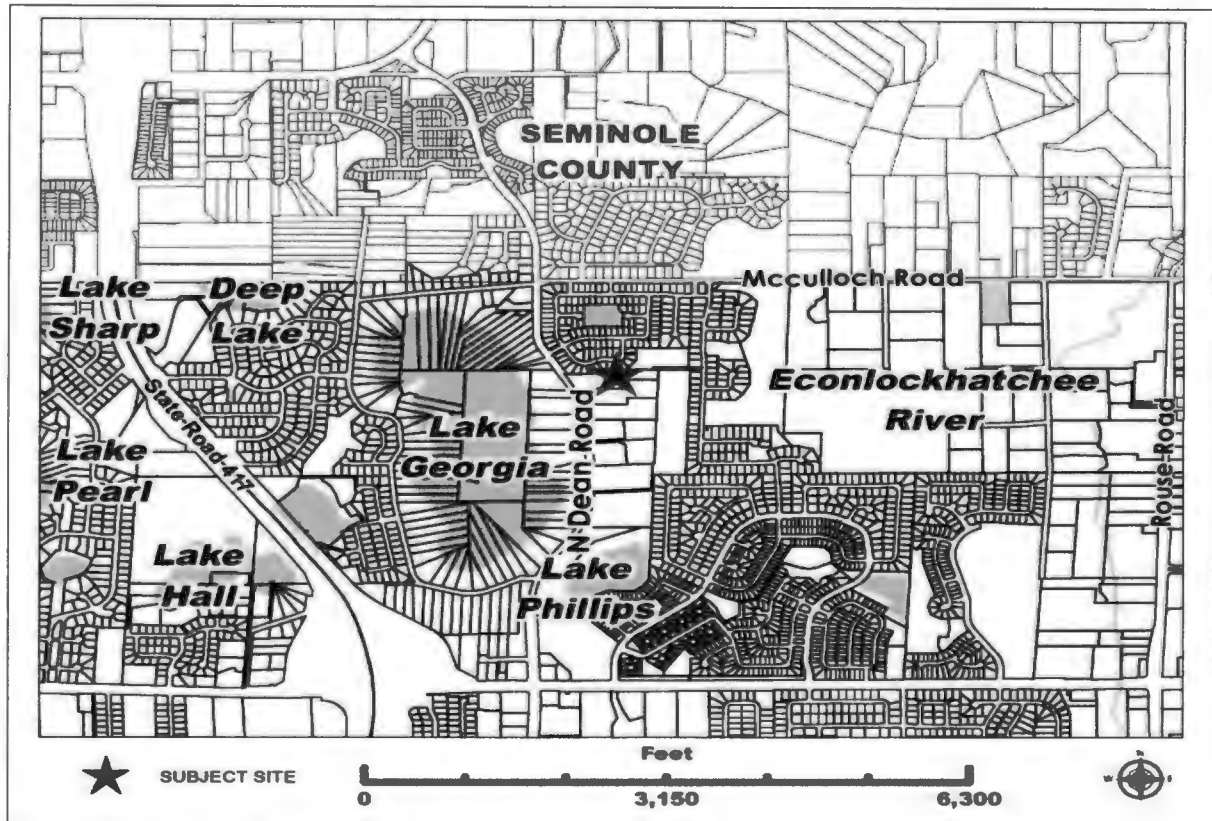 SEMINOLE
COUNTY
Mcculloch Road
Lake
Sharp
Deep
Lake
Econlockhatchee
River
State Road 417
Lake
Georgia
N Dean Road
Rouse Road
Lake
Pearl
Lake
Hall
Lake
Phillips
SUBJECT SITE
Feet
0
3,150
6,300
N
W
E
S